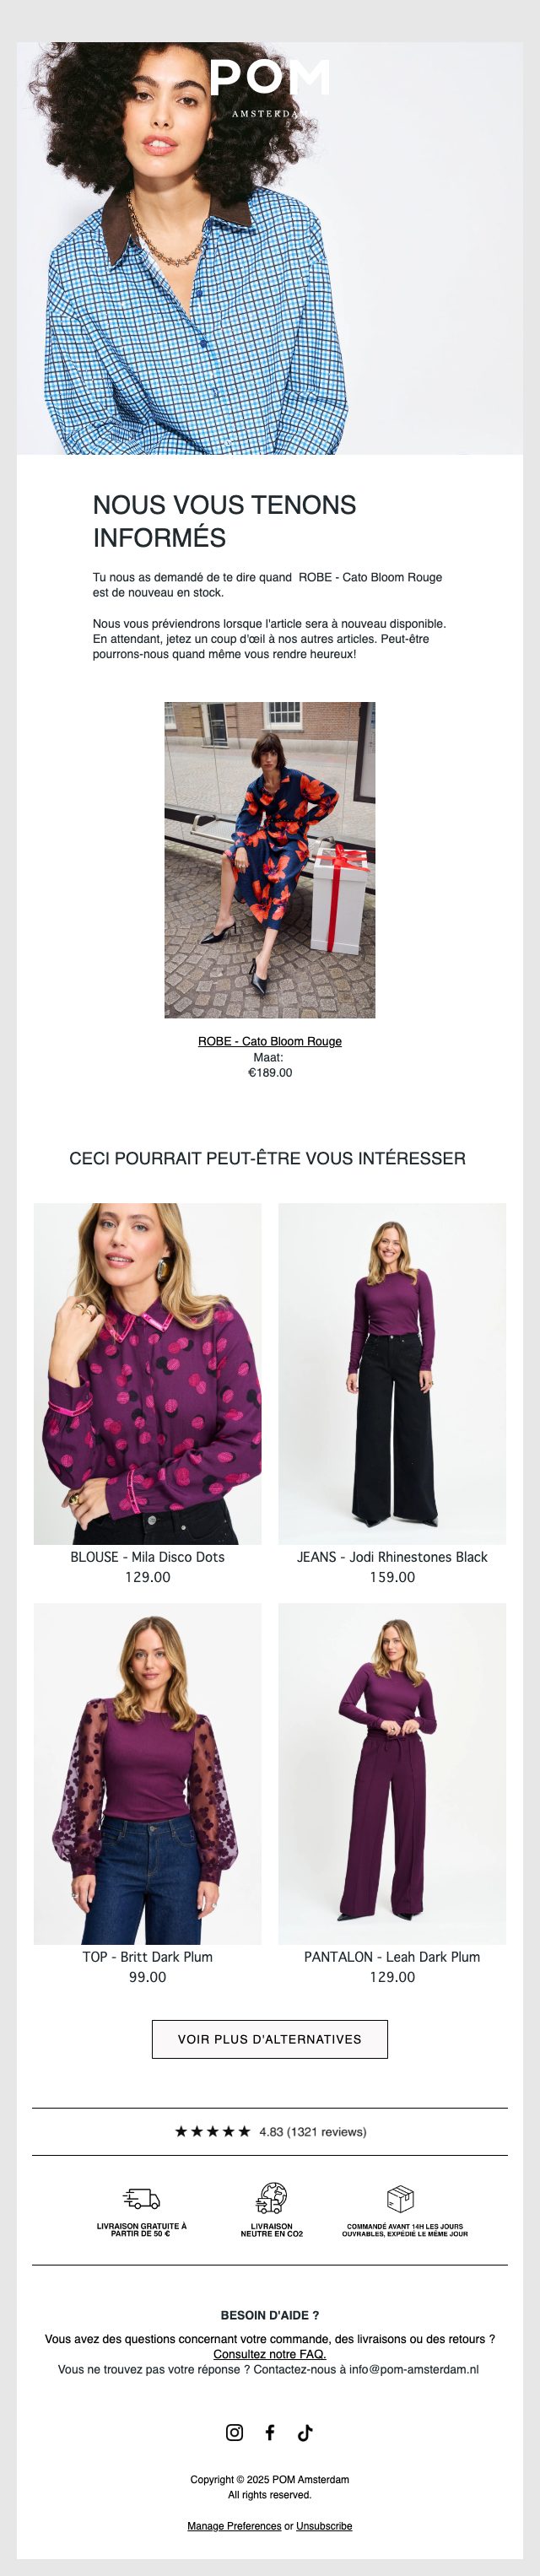 POM
AMSTERDA
NOUS VOUS TENONS
INFORMÉS
Tu nous as demandé de te dire quand  ROBE - Cato Bloom Rouge
est de nouveau en stock.
Nous vous préviendrons lorsque l'article sera à nouveau disponible.
En attendant, jetez un coup d'œil à nos autres articles. Peut-être
pourrons-nous quand même vous rendre heureux!
ROBE - Cato Bloom Rouge
Maat:
€189.00
CECI POURRAIT PEUT-ÊTRE VOUS INTÉRESSER
BLOUSE - Mila Disco Dots
129.00
JEANS - Jodi Rhinestones Black
159.00
TOP - Britt Dark Plum
99.00
PANTALON - Leah Dark Plum
129.00
VOIR PLUS D'ALTERNATIVES
★★★★★ 4.83 (1321 reviews)
LIVRAISON GRATUITE À
PARTIR DE 50 €
LIVRAISON
NEUTRE EN CO2
COMMANDÉ AVANT 14H LES JOURS
OUVRABLES, EXPÉDIÉ LE MÊME JOUR
BESOIN D'AIDE ?
Vous avez des questions concernant votre commande, des livraisons ou des retours ?
Consultez notre FAQ.
Vous ne trouvez pas votre réponse ? Contactez-nous à info@pom-amsterdam.nl
Copyright © 2025 POM Amsterdam
All rights reserved.
Manage Preferences or Unsubscribe